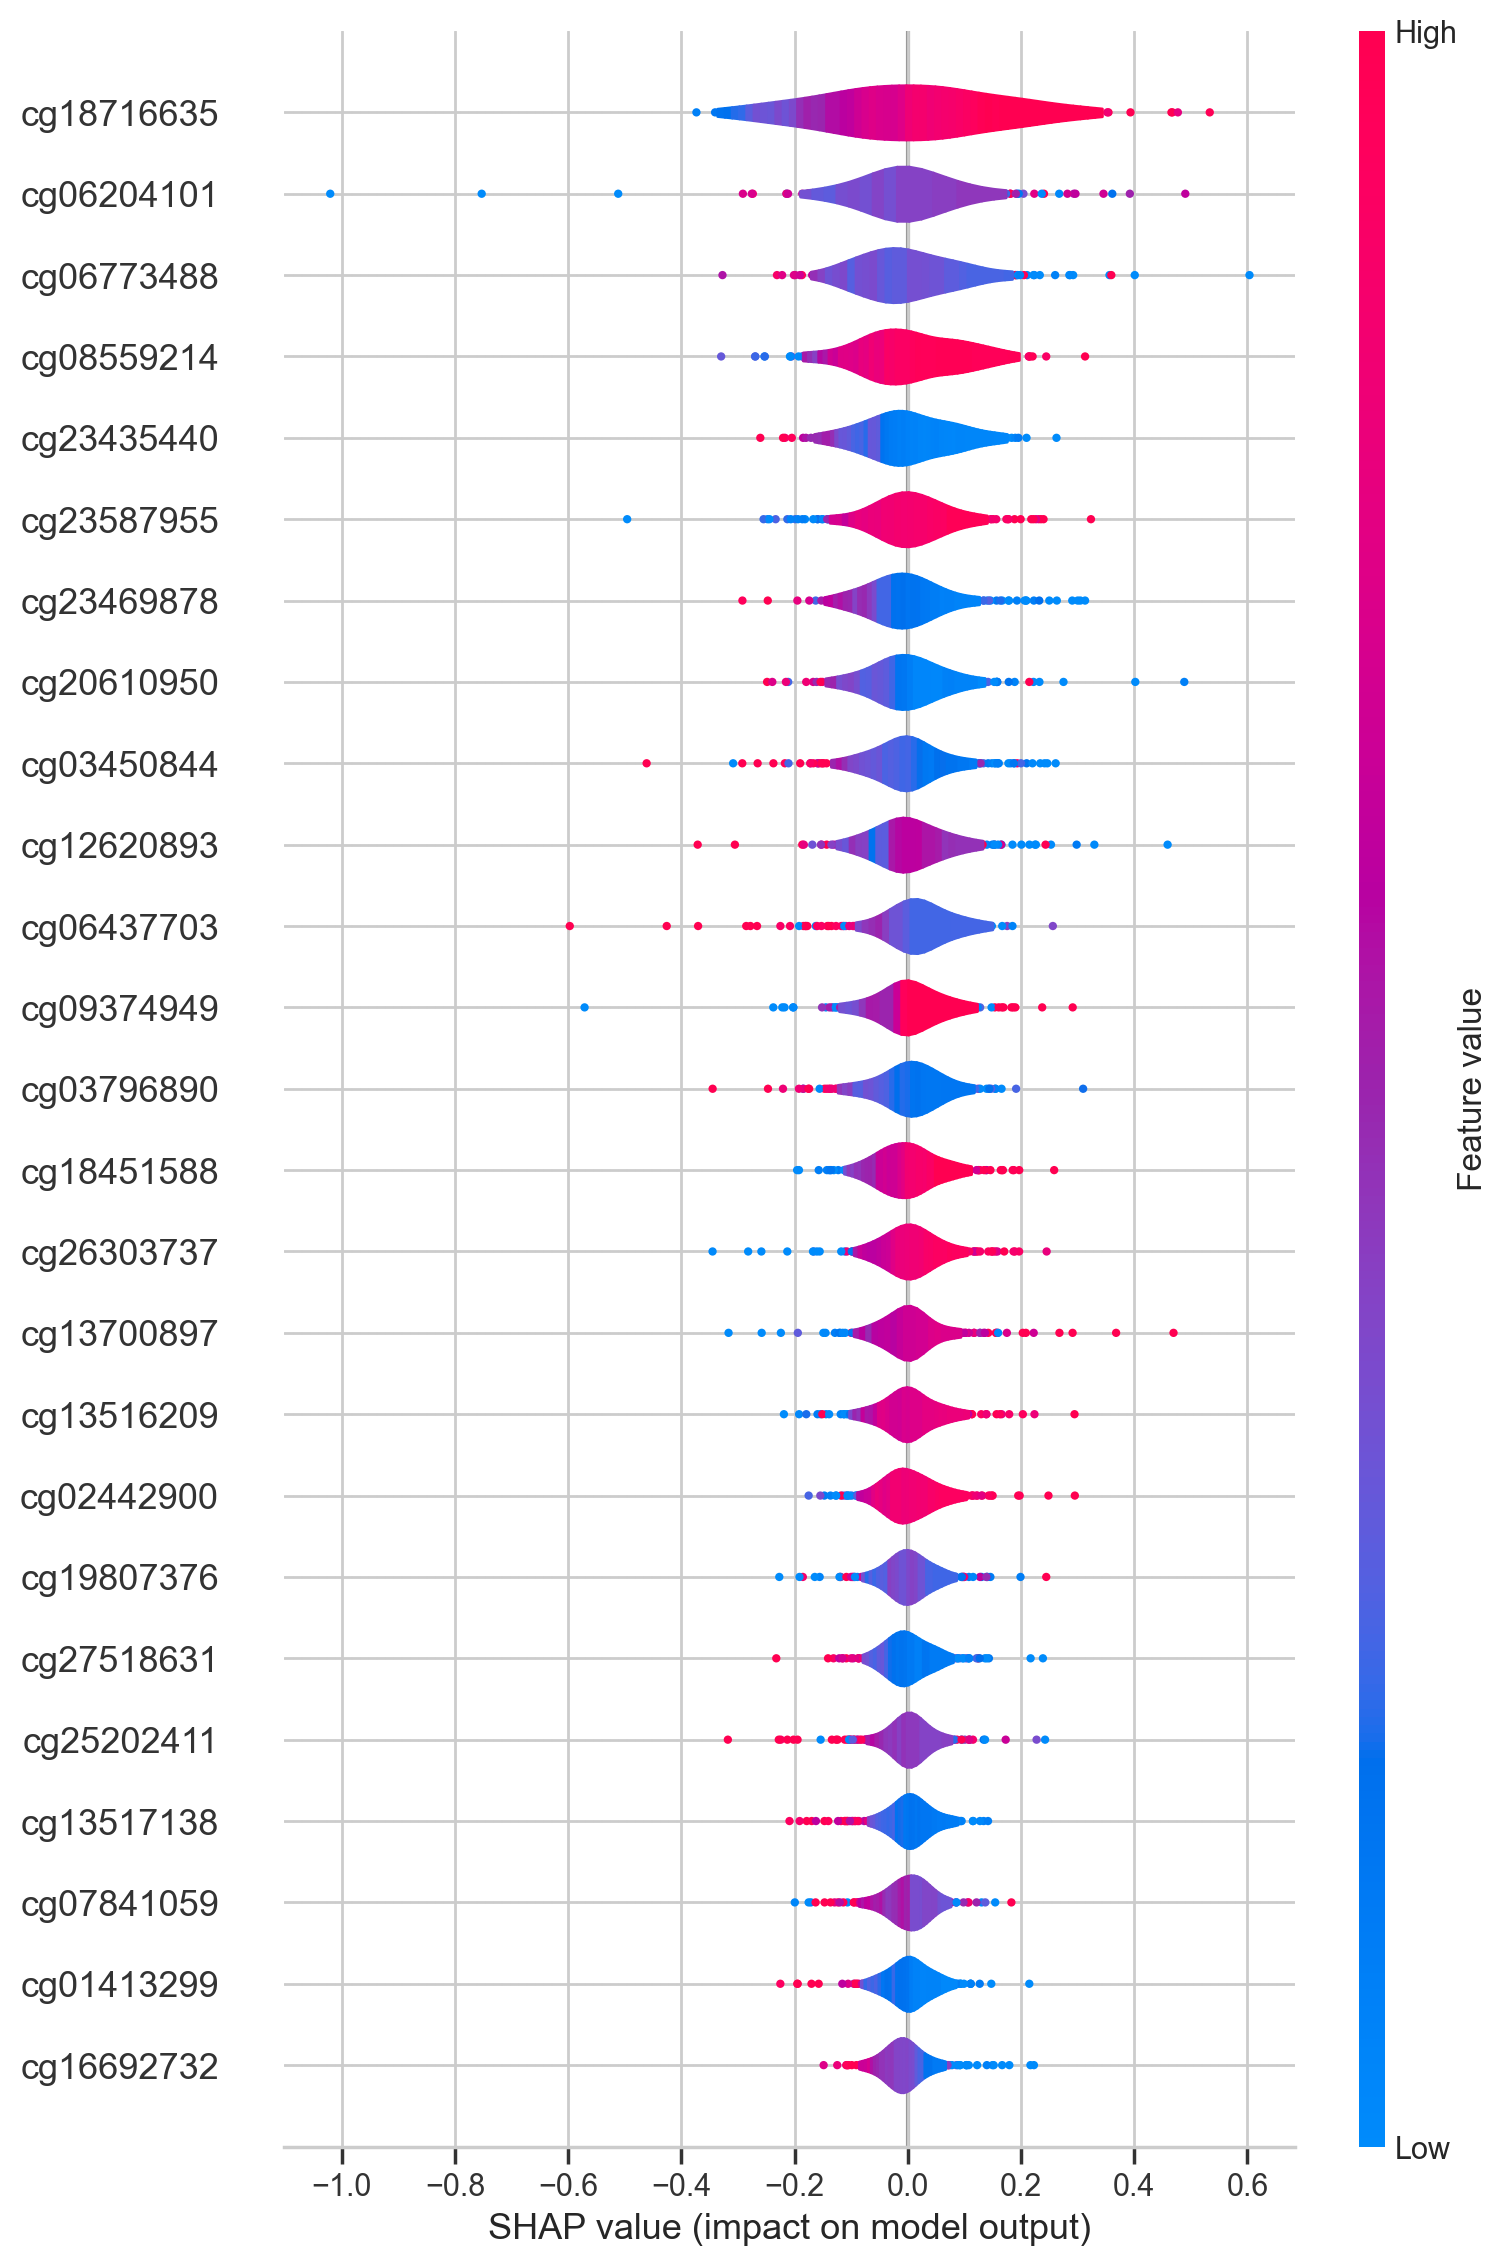 High
cg18716635
cg06204101
cg06773488
cg08559214
cg23435440
cg23587955
cg23469878
cg20610950
cg03450844
cg12620893
cg06437703
cg09374949
cg03796890
cg18451588
cg26303737
cg13700897
cg13516209
cg02442900
cg19807376
cg27518631
cg25202411
cg13517138
cg07841059
cg01413299
cg16692732
Feature value
Low
−1.0 −0.8 −0.6 −0.4 −0.2 0.0 0.2 0.4 0.6
SHAP value (impact on model output)